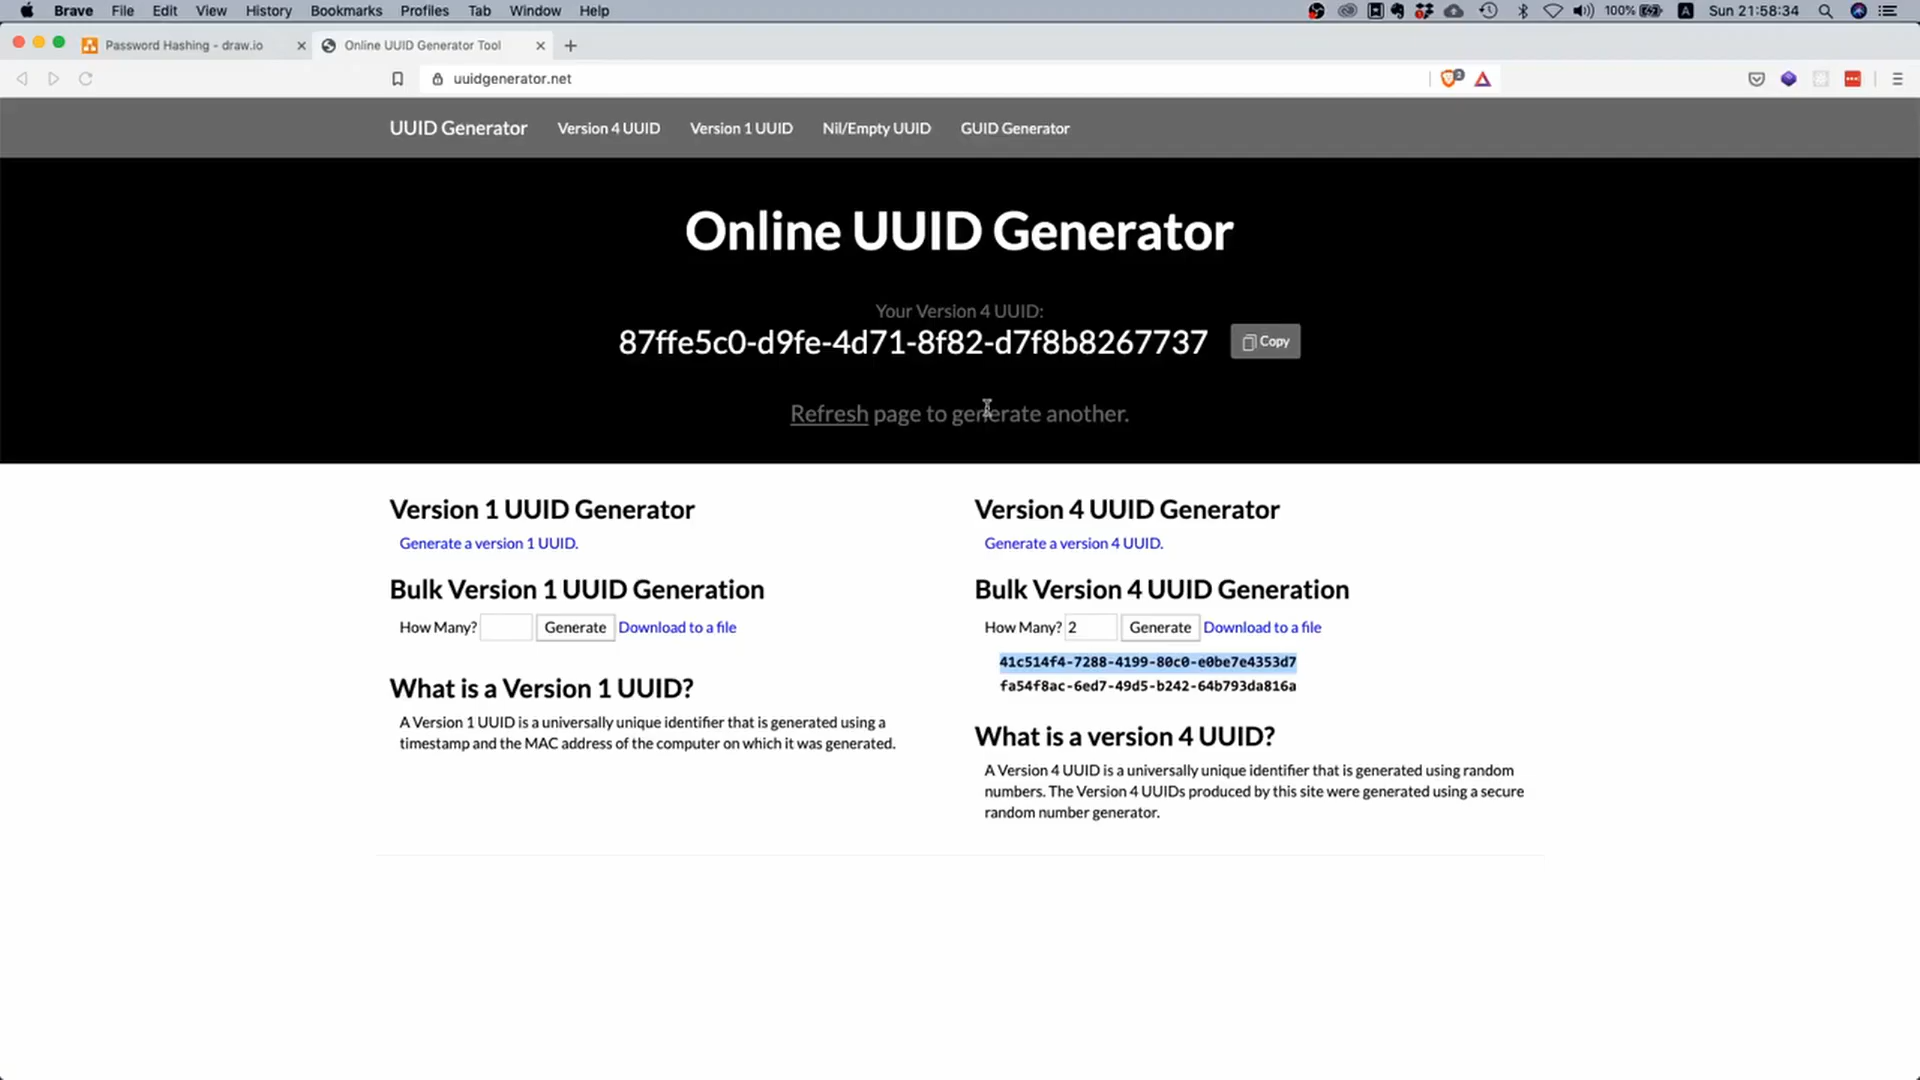 Brave File Edit View History Bookmarks Profiles Tab Window Help 100% A Sun 21:58:34
Password Hashing - draw.io Online UUID Generator Tool
uuidgenerator.net 2
UUID Generator Version 4 UUID Version 1 UUID Nil/Empty UUID GUID Generator
Online UUID Generator
Your Version 4 UUID:
87ffe5c0-d9fe-4d71-8f82-d7f8b8267737 Copy
Refresh page to generate another.
Version 1 UUID Generator
Generate a version 1 UUID.
Bulk Version 1 UUID Generation
How Many? Generate Download to a file
What is a Version 1 UUID?
A Version 1 UUID is a universally unique identifier that is generated using a
timestamp and the MAC address of the computer on which it was generated.
Version 4 UUID Generator
Generate a version 4 UUID.
Bulk Version 4 UUID Generation
How Many? 2 Generate Download to a file
41c514f4-7288-4199-80c0-e0be7e4353d7
fa54f8ac-6ed7-49d5-b242-64b793da816a
What is a version 4 UUID?
A Version 4 UUID is a universally unique identifier that is generated using random
numbers. The Version 4 UUIDs produced by this site were generated using a secure
random number generator.